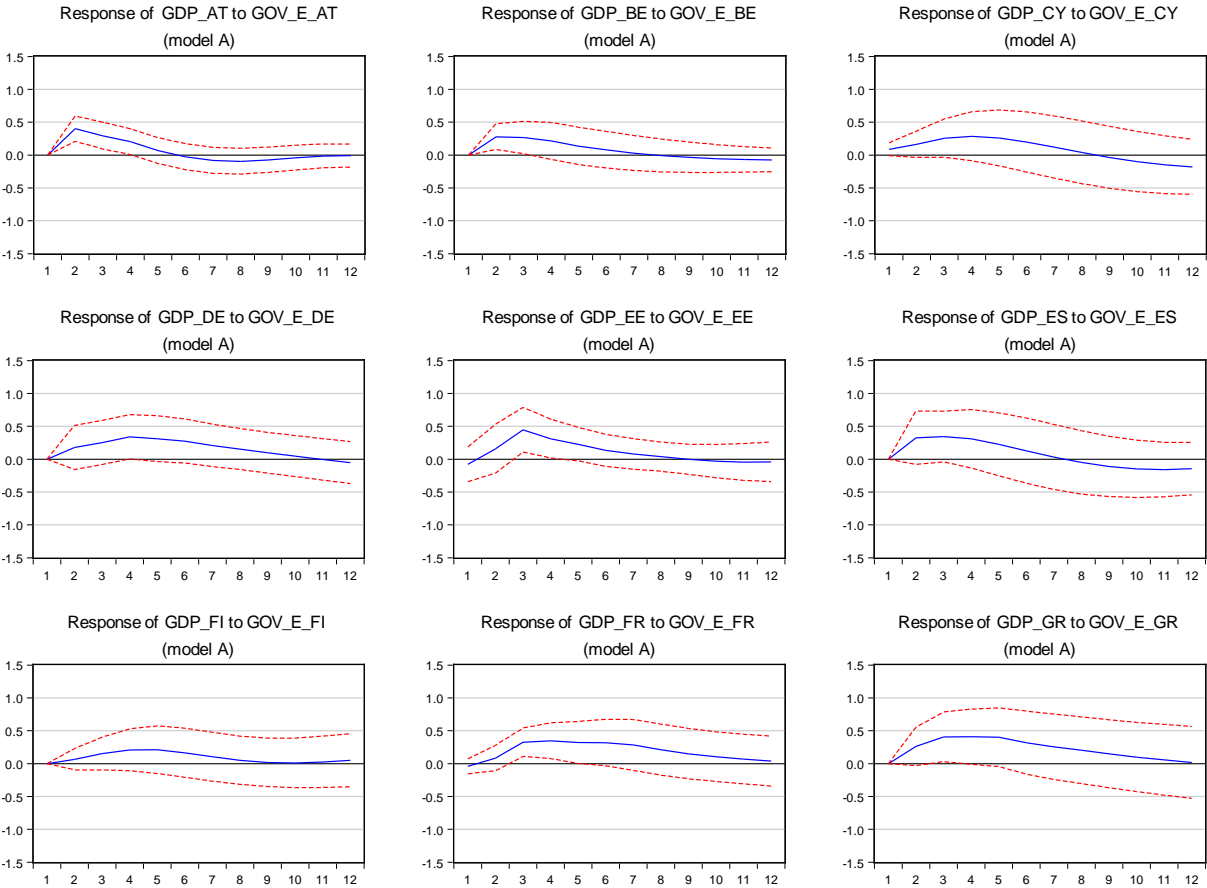 Response of GDP_AT to GOV_E_AT
(model A)
1.5
1.0
0.5
0.0
-0.5
-1.0
-1.5
1 2 3 4 5 6 7 8 9 10 11 12
Response of GDP_BE to GOV_E_BE
(model A)
1.5
1.0
0.5
0.0
-0.5
-1.0
-1.5
1 2 3 4 5 6 7 8 9 10 11 12
Response of GDP_CY to GOV_E_CY
(model A)
1.5
1.0
0.5
0.0
-0.5
-1.0
-1.5
1 2 3 4 5 6 7 8 9 10 11 12
Response of GDP_DE to GOV_E_DE
(model A)
1.5
1.0
0.5
0.0
-0.5
-1.0
-1.5
1 2 3 4 5 6 7 8 9 10 11 12
Response of GDP_EE to GOV_E_EE
(model A)
1.5
1.0
0.5
0.0
-0.5
-1.0
-1.5
1 2 3 4 5 6 7 8 9 10 11 12
Response of GDP_ES to GOV_E_ES
(model A)
1.5
1.0
0.5
0.0
-0.5
-1.0
-1.5
1 2 3 4 5 6 7 8 9 10 11 12
Response of GDP_FI to GOV_E_FI
(model A)
1.5
1.0
0.5
0.0
-0.5
-1.0
-1.5
1 2 3 4 5 6 7 8 9 10 11 12
Response of GDP_FR to GOV_E_FR
(model A)
1.5
1.0
0.5
0.0
-0.5
-1.0
-1.5
1 2 3 4 5 6 7 8 9 10 11 12
Response of GDP_GR to GOV_E_GR
(model A)
1.5
1.0
0.5
0.0
-0.5
-1.0
-1.5
1 2 3 4 5 6 7 8 9 10 11 12